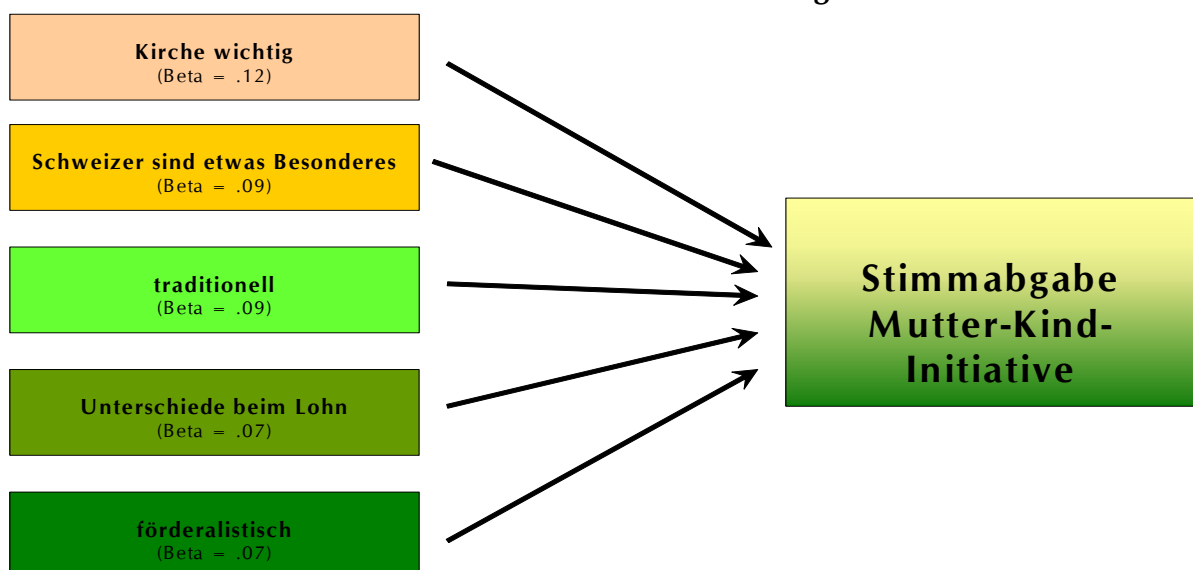 Kirche wichtig
(Beta = .12)
Schweizer sind etwas Besonderes
(Beta = .09)
traditionell
(Beta = .09)
Unterschiede beim Lohn
(Beta = .07)
förderalistisch
(Beta = .07)
Stimmabgabe
Mutter-Kind-
Initiative